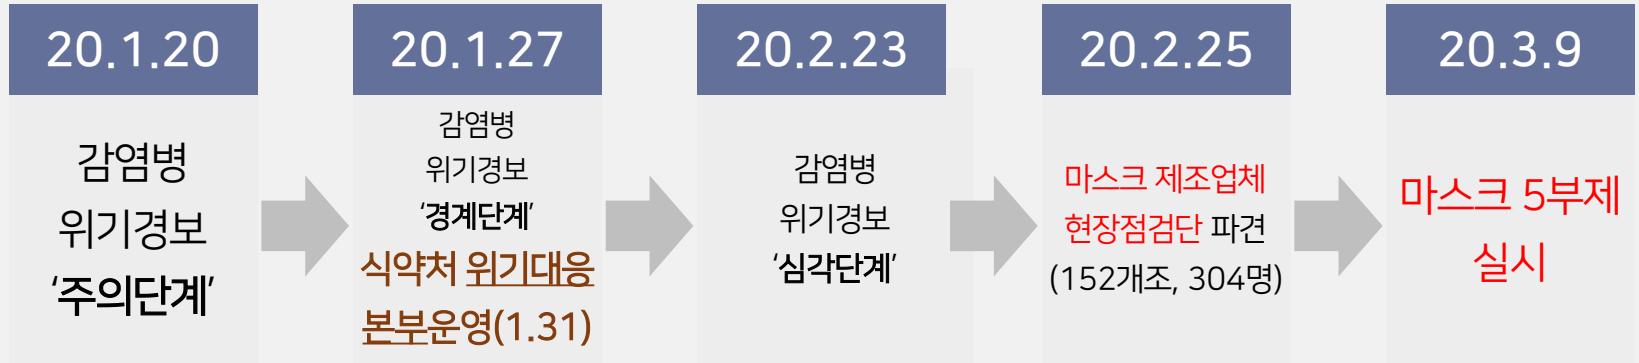 20.1.20
감염병
위기경보
‘주의단계’
20.1.27
감염병
위기경보
‘경계단계’
식약처 위기대응
본부운영(1.31)
20.2.23
감염병
위기경보
‘심각단계’
20.2.25
마스크 제조업체
현장점검단 파견
(152개조, 304명)
20.3.9
마스크 5부제
실시